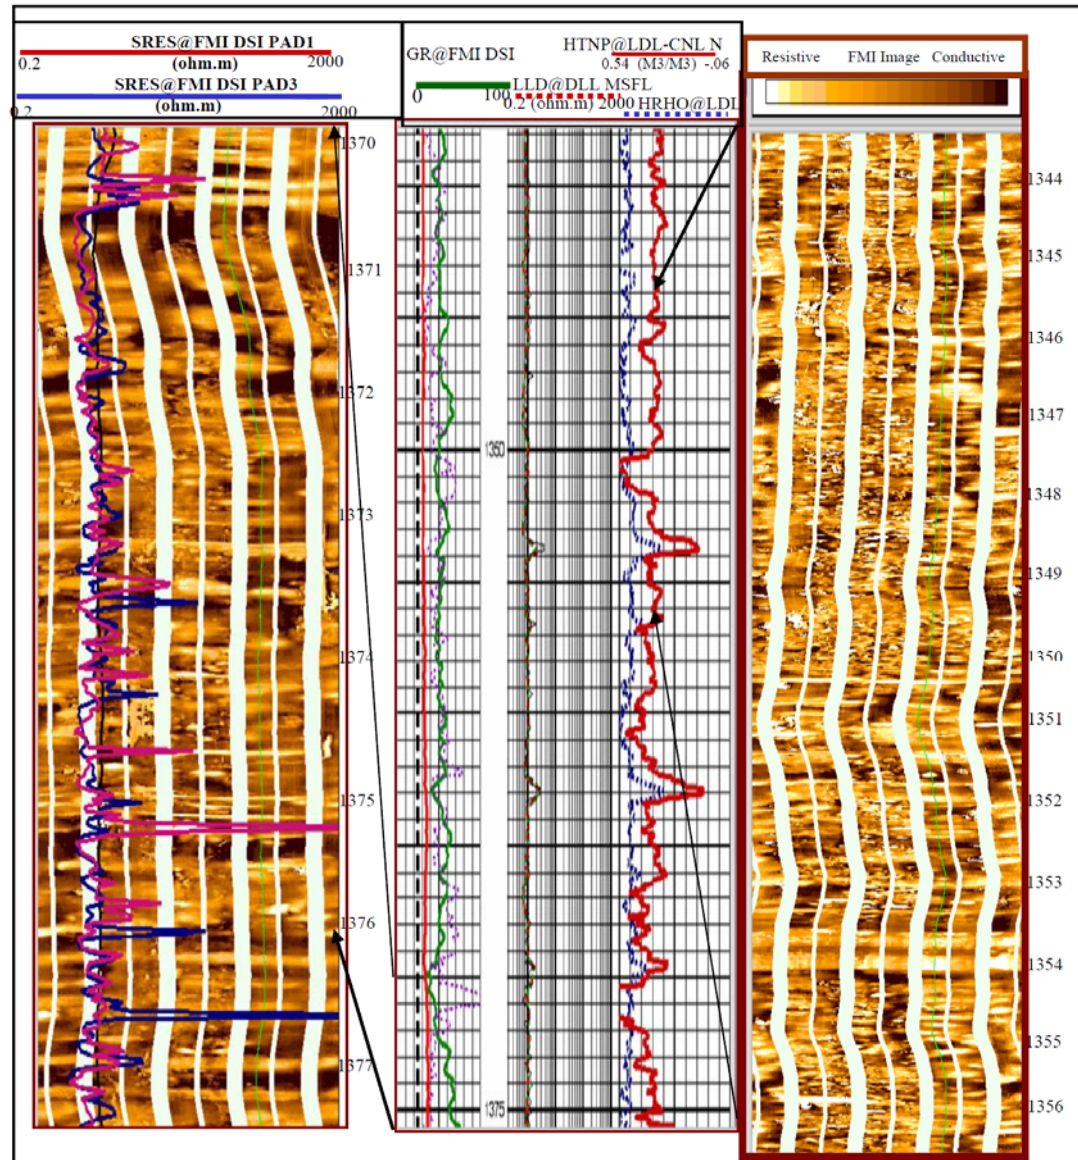 SRES@FMI DSI PAD1
0.2 (ohm.m) 2000
SRES@FMI DSI PAD3
0.2 (ohm.m) 2000
GR@FMI DSI
0 100
HTNP@LDL-CNL N
0.54 (M3/M3) -.06
LLD@DLL MSFL
0.2 (ohm.m) 2000
HRHO@LDL
Resistive FMI Image Conductive
1370
1371
1372
1373
1374
1375
1376
1377
1350
1375
1344
1345
1346
1347
1348
1349
1350
1351
1352
1353
1354
1355
1356